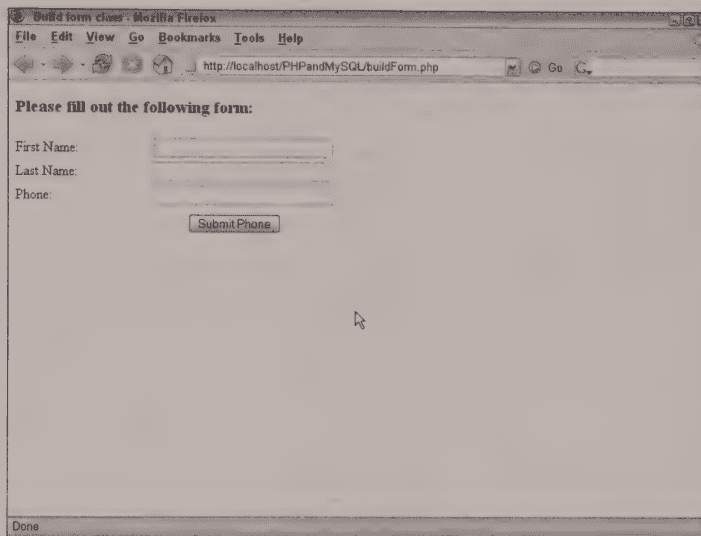 Build form class - Mozilla Firefox
File Edit View Go Bookmarks Tools Help
http://localhost/PHPandMySQL/buildForm.php Go
Please fill out the following form:
First Name:
Last Name:
Phone:
Submit Phone
Done